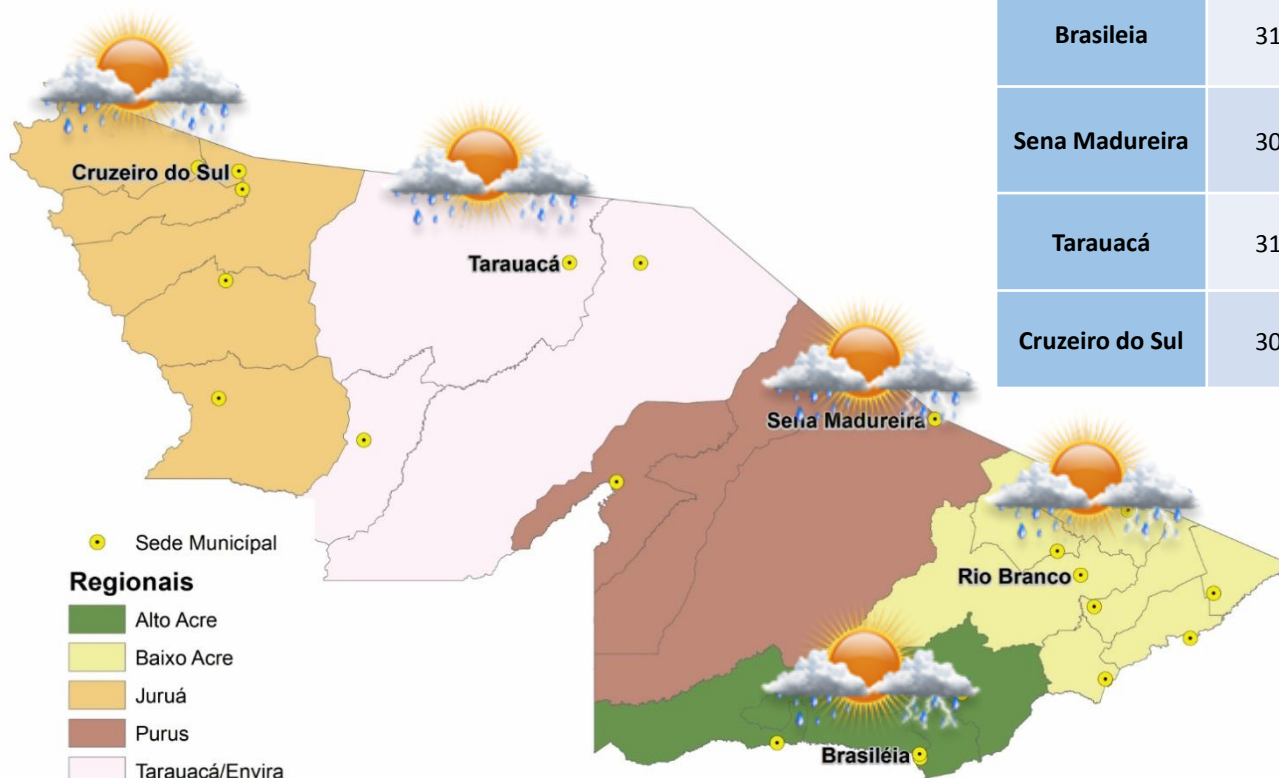 Brasileia 31
Sena Madureira 30
Tarauacá 31
Cruzeiro do Sul 30
Cruzeiro do Sul
Tarauacá
Sena Madureira
Rio Branco
Brasiléia
Sede Municípal
Regionais
Alto Acre
Baixo Acre
Juruá
Purus
Tarauacá/Envira